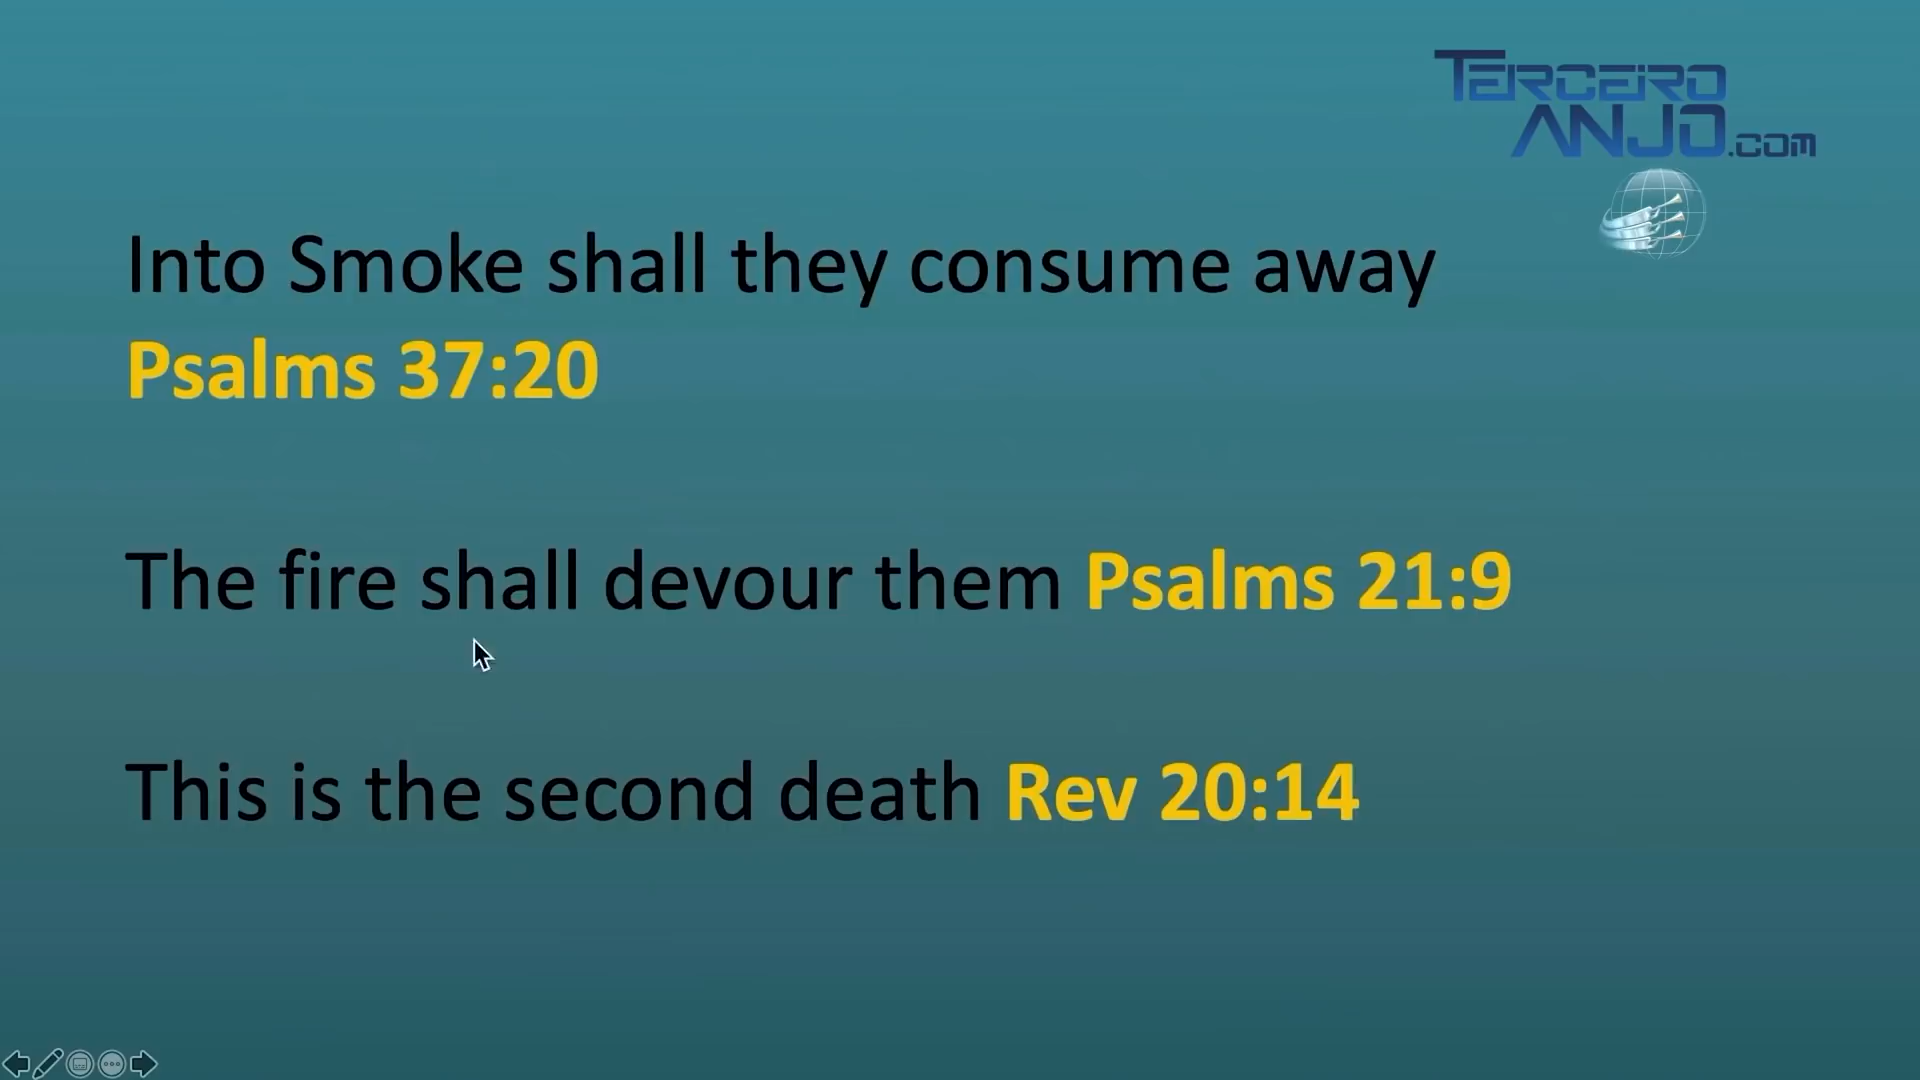 TERCEIRO
ANJO.com
Into Smoke shall they consume away
Psalms 37:20
The fire shall devour them Psalms 21:9
This is the second death Rev 20:14